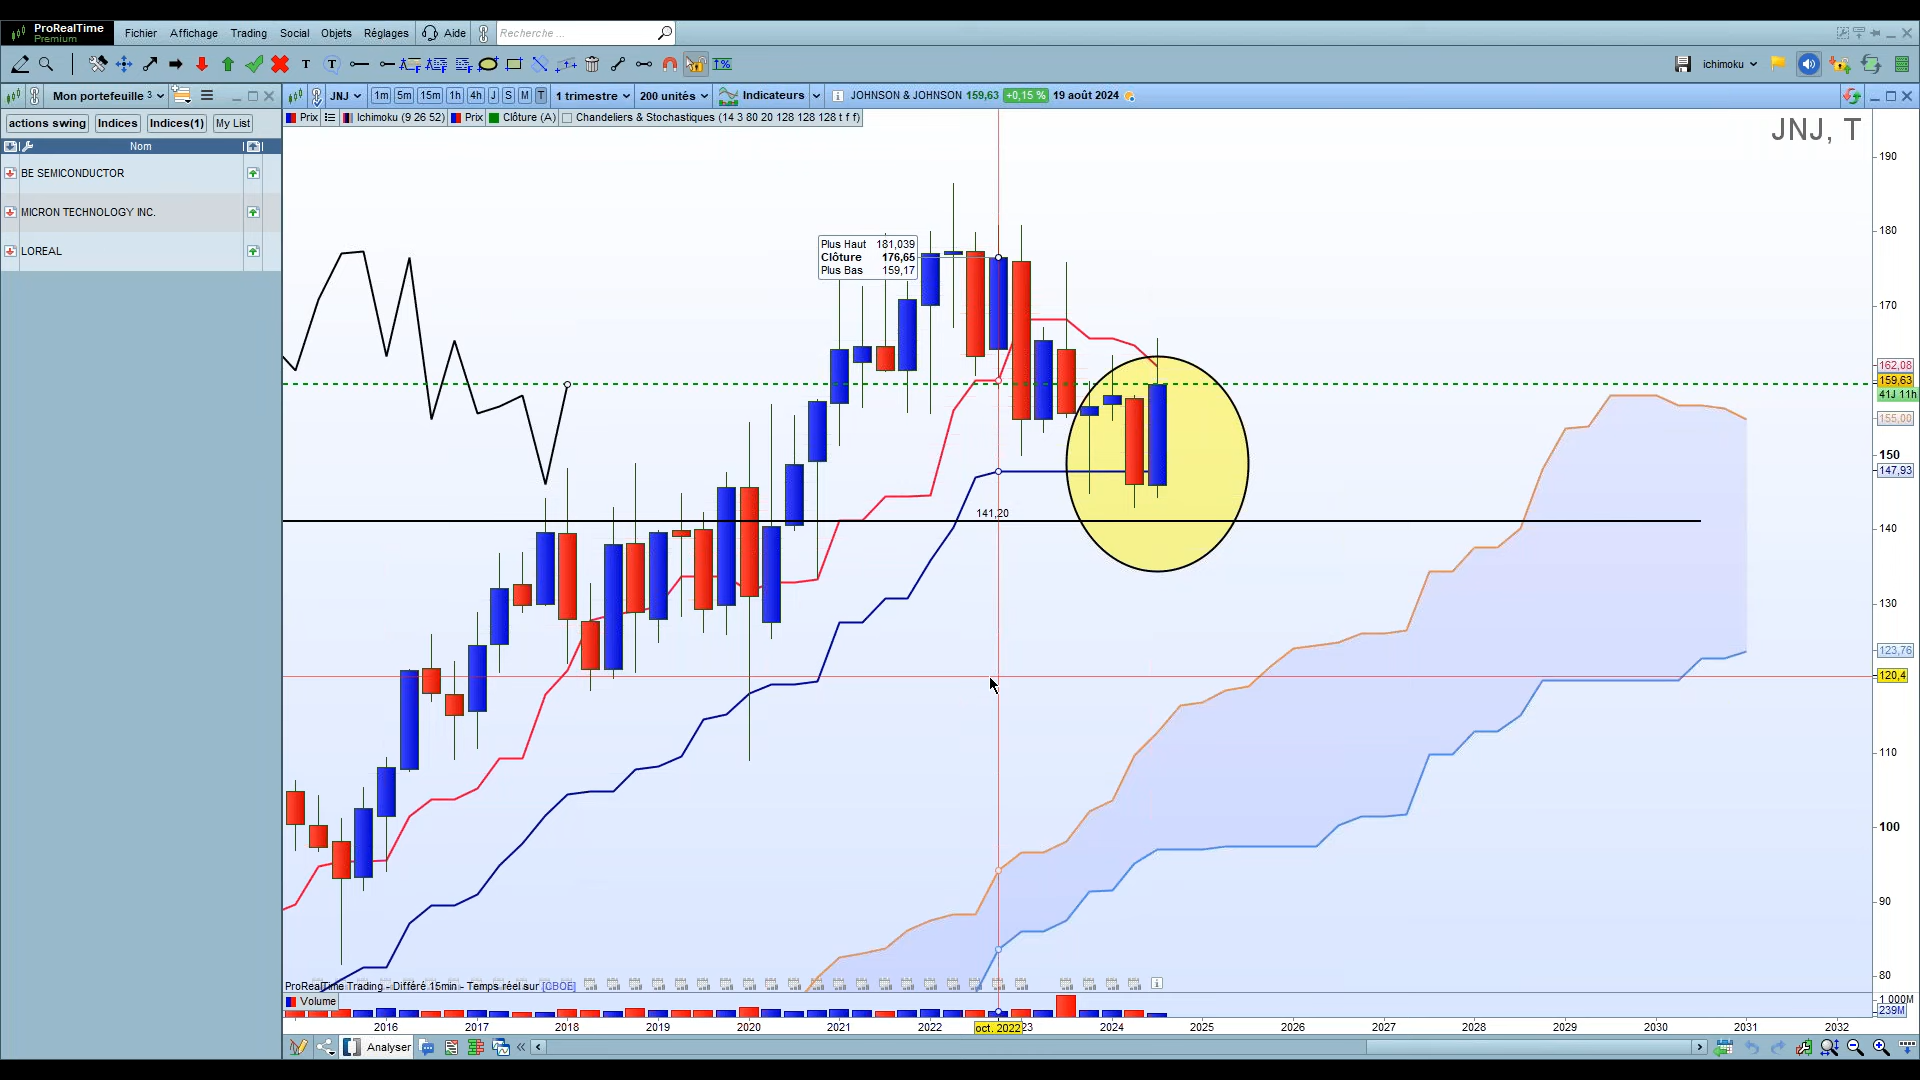 ProRealTime
Premium
Fichier Affichage Trading Social Objets Réglages Aide Recherche ...
T T F F F 1% ichimoku
Mon portefeuille 3 JNJ 1m 5m 15m 1h 4h J S M T 1 trimestre 200 unités Indicateurs JOHNSON & JOHNSON 159,63 +0,15 % 19 août 2024
actions swing Indices Indices(1) My List
Prix Ichimoku (9 26 52) Prix Clôture (A) Chandeliers & Stochastiques (14 3 80 20 128 128 128 t f f)
JNJ, T
Nom
BE SEMICONDUCTOR
MICRON TECHNOLOGY INC.
LOREAL
Plus Haut 181,039
Clôture 176,65
Plus Bas 159,17
141,20
190
180
170
162,08
159,63
41J 11h
155,00
150
147,93
140
130
123,76
120,4
110
100
90
80
ProRealTime Trading - Différé 15min - Temps réel sur [CBOE]
Volume
1 000M
239M
2016 2017 2018 2019 2020 2021 2022 oct. 2022 23 2024 2025 2026 2027 2028 2029 2030 2031 2032
Analyser